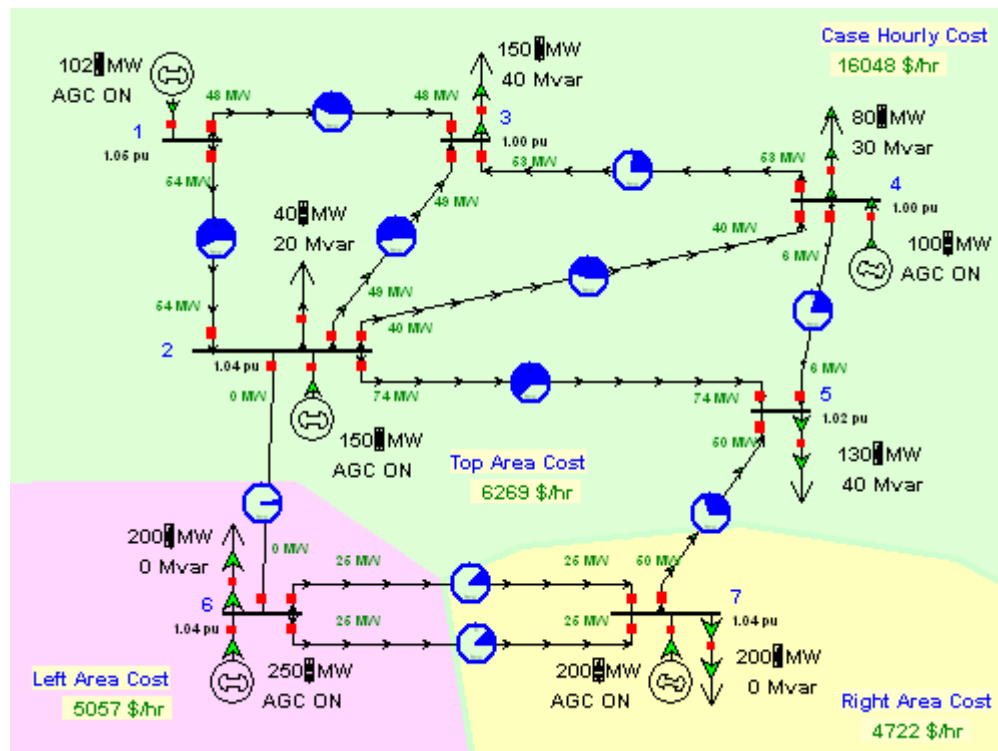 Case Hourly Cost
16048 $/hr
102 MW
AGC ON
150 MW
40 Mvar
48 MW
48 MW
1
3
1.05 pu
1.00 pu
80 MW
30 Mvar
53 MW
53 MW
4
1.00 pu
54 MW
49 MW
40 MW
20 Mvar
40 MW
6 MW
100 MW
AGC ON
54 MW
49 MW
40 MW
2
1.04 pu
0 MW
74 MW
74 MW
6 MW
5
1.02 pu
150 MW
AGC ON
50 MW
130 MW
40 Mvar
Top Area Cost
6269 $/hr
200 MW
0 Mvar
0 MW
25 MW
25 MW
50 MW
6
7
1.04 pu
1.04 pu
25 MW
25 MW
250 MW
AGC ON
200 MW
AGC ON
200 MW
0 Mvar
Left Area Cost
5057 $/hr
Right Area Cost
4722 $/hr